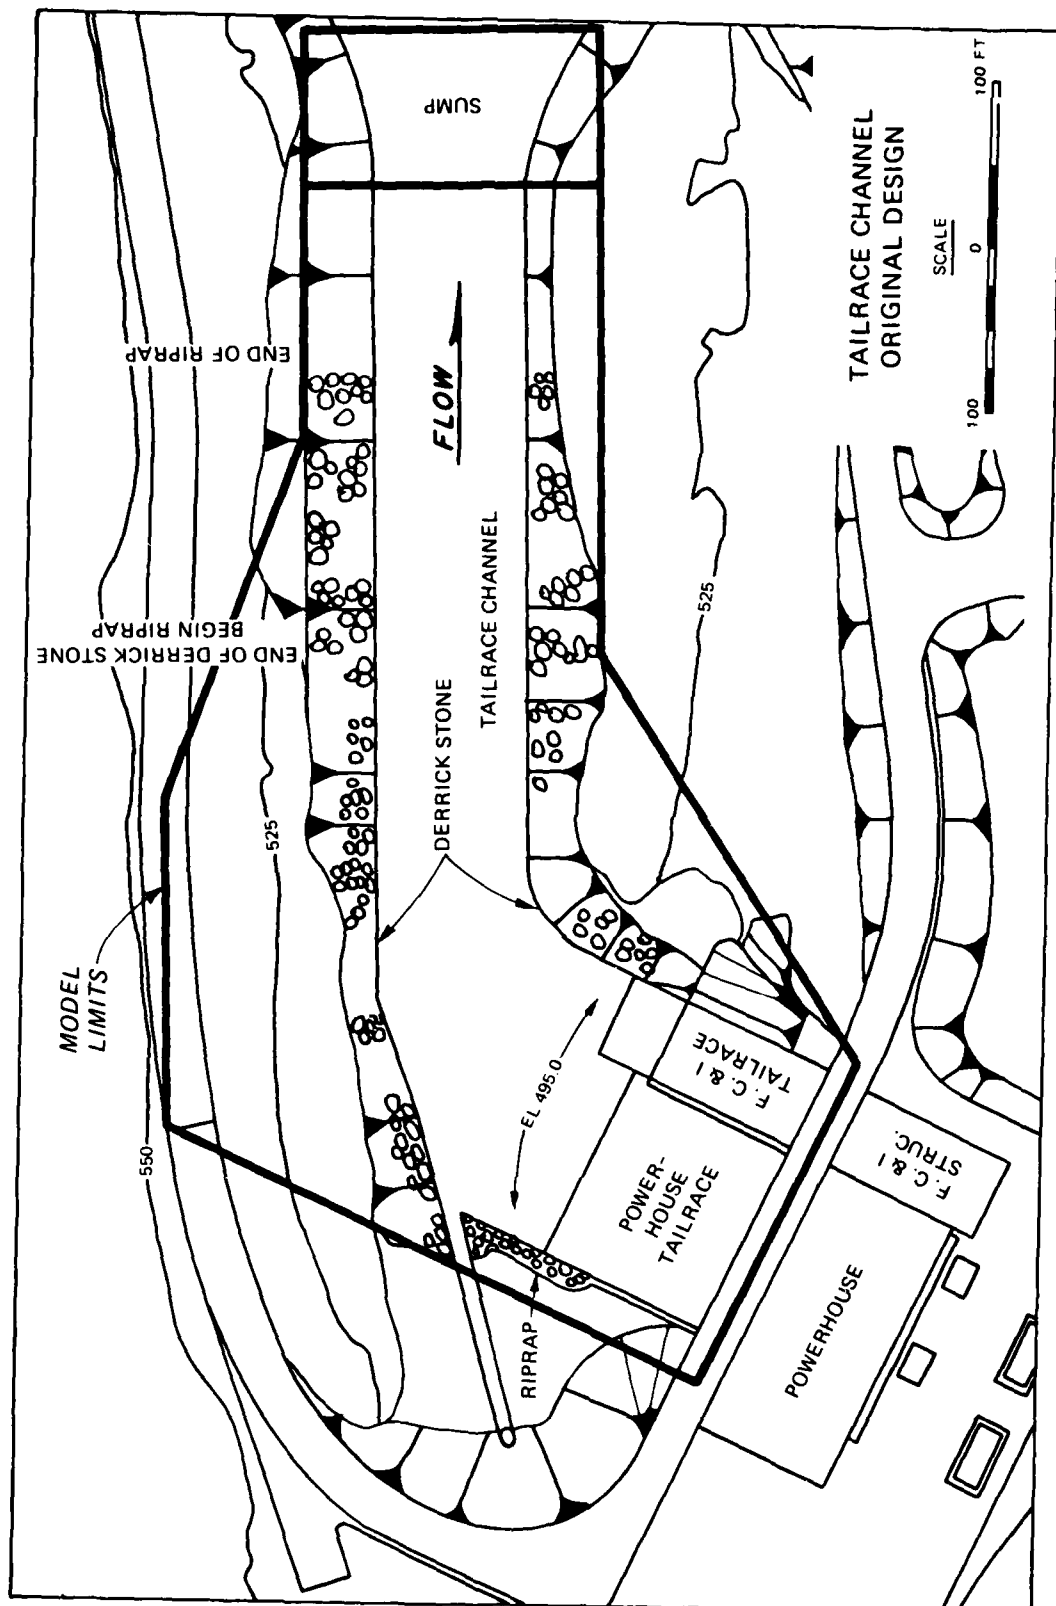 MODEL
LIMITS
550
525
END OF DERRICK STONE
BEGIN RIPRAP
END OF RIPRAP
SUMP
FLOW
TAILRACE CHANNEL
DERRICK STONE
EL 495.0
RIPRAP
POWER-
HOUSE
TAILRACE
F. C. & I
TAILRACE
F. C. & I
STRUC.
POWERHOUSE
525
TAILRACE CHANNEL
ORIGINAL DESIGN
SCALE
100 0 100 FT